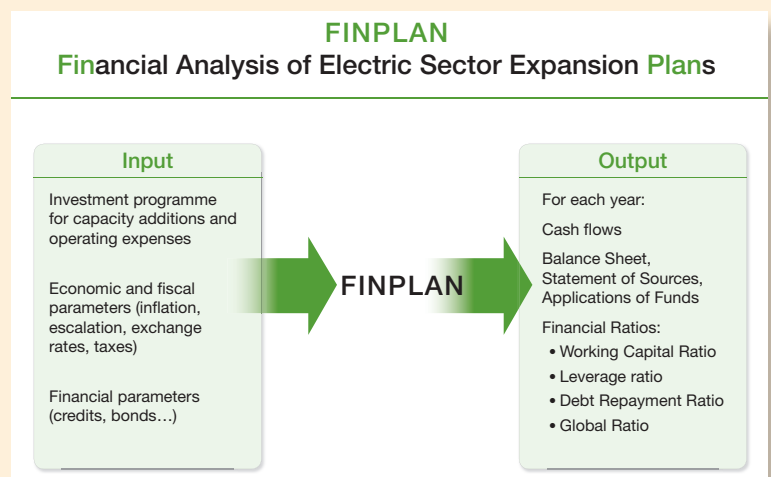 FINPLAN
Financial Analysis of Electric Sector Expansion Plans
Input
Investment programme
for capacity additions and
operating expenses
Economic and fiscal
parameters (inflation,
escalation, exchange
rates, taxes)
Financial parameters
(credits, bonds…)
FINPLAN
Output
For each year:
Cash flows
Balance Sheet,
Statement of Sources,
Applications of Funds
Financial Ratios:
• Working Capital Ratio
• Leverage ratio
• Debt Repayment Ratio
• Global Ratio